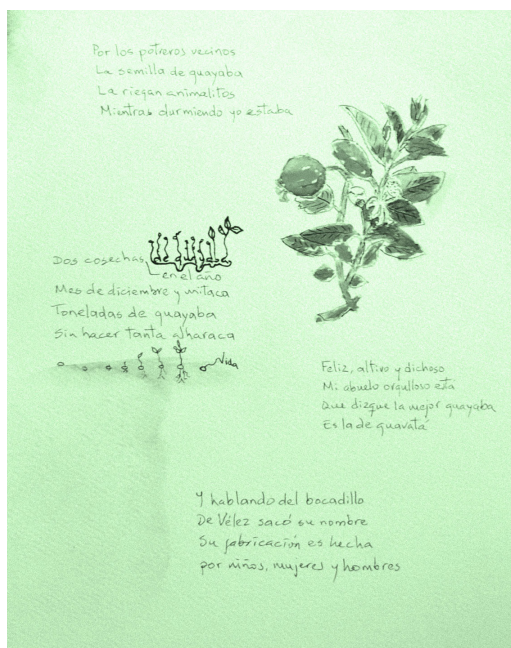 Por los potreros vecinos
La semilla de guayaba
La riegan animalitos
Mientras durmiendo yo estaba
Dos cosechas
en el año
Mes de diciembre y mitaca
Toneladas de guayaba
Sin hacer tanta alharaca
Vida
Feliz, altivo y dichoso
Mi abuelo orgulloso está
Que dizque la mejor guayaba
Es la de guavatá
Y hablando del bocadillo
De Vélez sacó su nombre
Su fabricación es hecha
por niños, mujeres y hombres